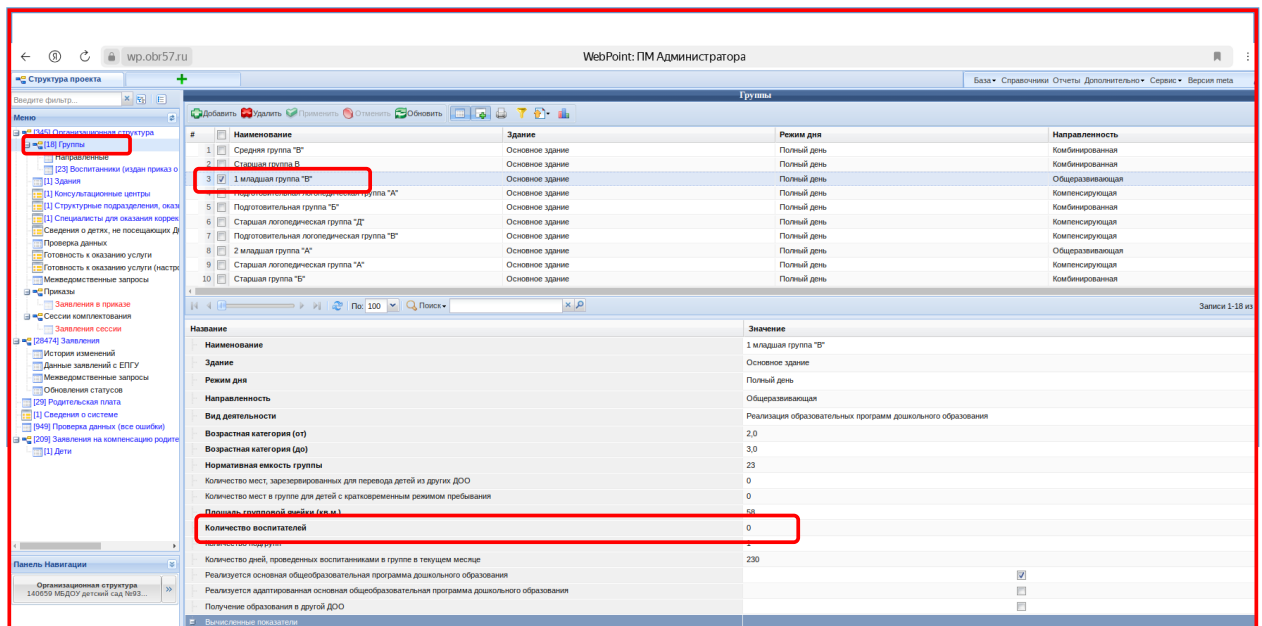 wp.obr57.ru WebPoint: ПМ Администратора
Структура проекта
База Справочники Отчеты Дополнительно Сервис Версия meta
Введите фильтр...
Меню
[345] Организационная структура
[18] Группы
Направленные
[23] Воспитанники (издан приказ о
[1] Здания
[1] Консультационные центры
[1] Структурные подразделения, оказы
[1] Специалисты для оказания коррек
Сведения о детях, не посещающих Д
Проверка данных
Готовность к оказанию услуги
Готовность к оказанию услуги (настро
Межведомственные запросы
Приказы
Заявления в приказе
Сессии комплектования
Заявления сессии
[28474] Заявления
История изменений
Данные заявлений с ЕПГУ
Межведомственные запросы
Обновления статусов
[29] Родительская плата
[1] Сведения о системе
[949] Проверка данных (все ошибки)
[209] Заявления на компенсацию родите
[1] Дети
Панель Навигации
Организационная структура
140659 МБДОУ детский сад №93...
Группы
Добавить Удалить Применить Отменить Обновить
# Наименование Здание Режим дня Направленность
1 Средняя группа "В" Основное здание Полный день Комбинированная
2 Старшая группа В Основное здание Полный день Комбинированная
3 1 младшая группа "В" Основное здание Полный день Общеразвивающая
4 Подготовительная логопедическая группа "А" Основное здание Полный день Компенсирующая
5 Подготовительная группа "Б" Основное здание Полный день Комбинированная
6 Старшая логопедическая группа "Д" Основное здание Полный день Компенсирующая
7 Подготовительная логопедическая группа "В" Основное здание Полный день Компенсирующая
8 2 младшая группа "А" Основное здание Полный день Общеразвивающая
9 Старшая логопедическая группа "А" Основное здание Полный день Компенсирующая
10 Старшая группа "Б" Основное здание Полный день Комбинированная
По: 100 Поиск Записи 1-18 из
Название Значение
Наименование 1 младшая группа "В"
Здание Основное здание
Режим дня Полный день
Направленность Общеразвивающая
Вид деятельности Реализация образовательных программ дошкольного образования
Возрастная категория (от) 2,0
Возрастная категория (до) 3,0
Нормативная емкость группы 23
Количество мест, зарезервированных для перевода детей из других ДОО 0
Количество мест в группе для детей с кратковременным режимом пребывания 0
Площадь групповой ячейки (кв.м.) 58
Количество воспитателей 0
Количество подгрупп 1
Количество дней, проведенных воспитанниками в группе в текущем месяце 230
Реализуется основная общеобразовательная программа дошкольного образования
Реализуется адаптированная основная общеобразовательная программа дошкольного образования
Получение образования в другой ДОО
Вычисленные показатели